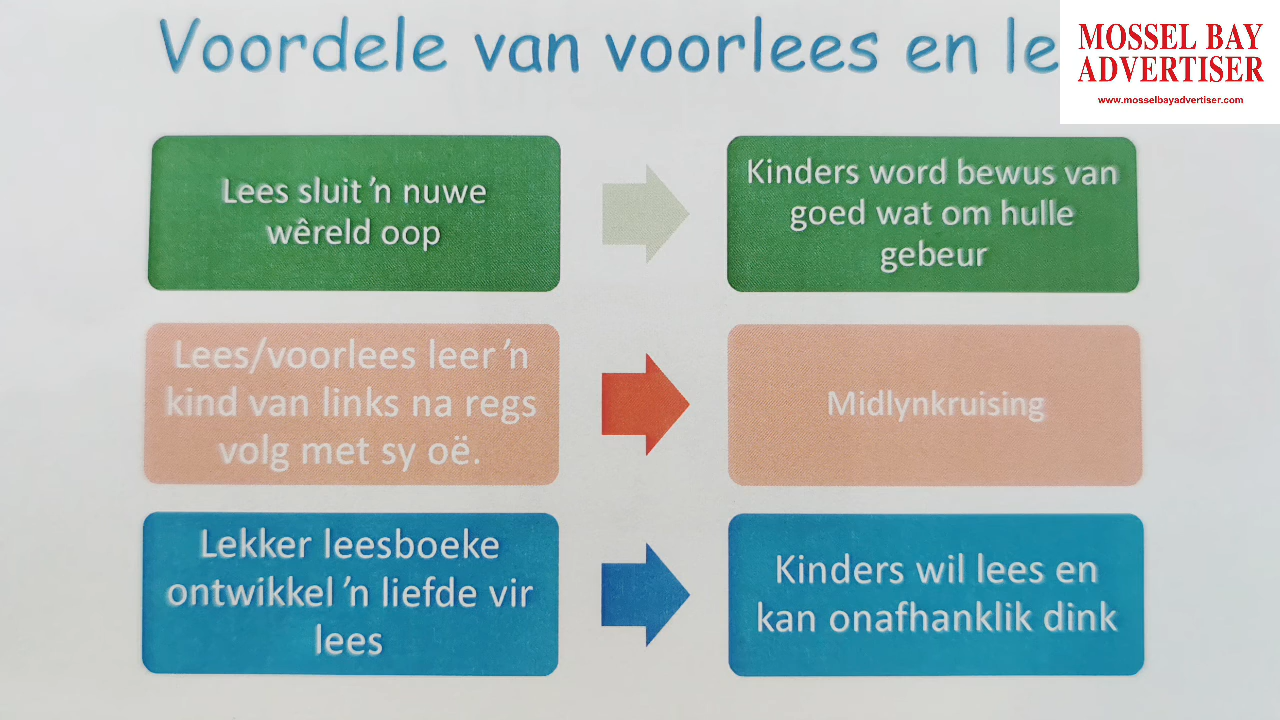 Voordele van voorlees en le
MOSSEL BAY
ADVERTISER
www.mosselbayadvertiser.com
Lees sluit 'n nuwe
wêreld oop
Kinders word bewus van
goed wat om hulle
gebeur
Lees/voorlees leer 'n
kind van links na regs
volg met sy oë.
Midlynkruising
Lekker leesboeke
ontwikkel 'n liefde vir
lees
Kinders wil lees en
kan onafhanklik dink